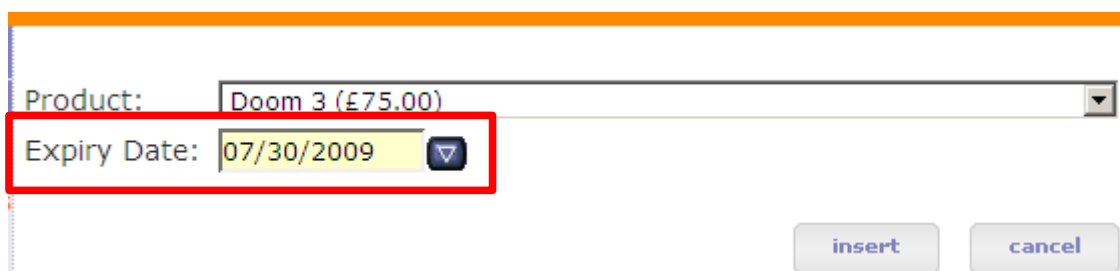 Product: Doom 3 (£75.00)
Expiry Date: 07/30/2009
insert cancel